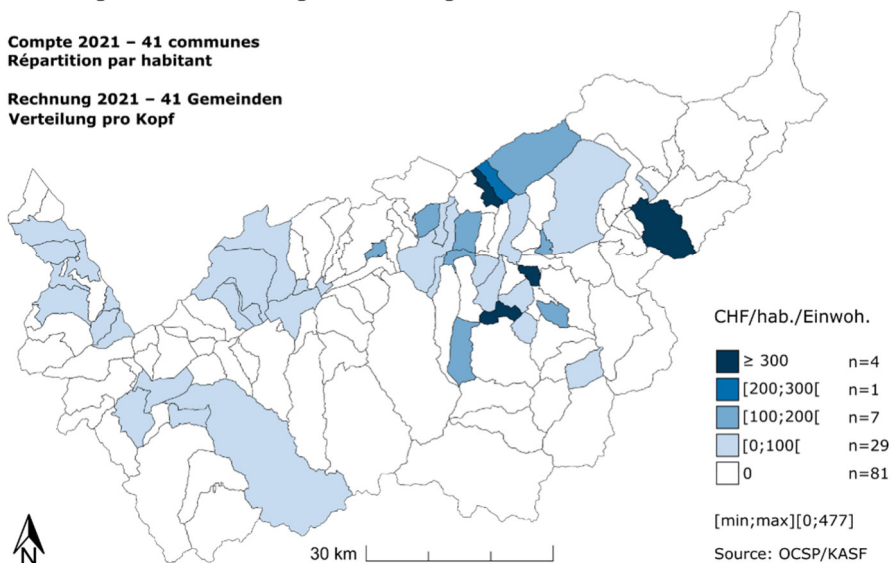 Compte 2021 – 41 communes
Répartition par habitant
Rechnung 2021 – 41 Gemeinden
Verteilung pro Kopf
CHF/hab./Einwoh.
≥ 300 n=4
[200;300[ n=1
[100;200[ n=7
[0;100[ n=29
0 n=81
[min;max][0;477]
N 30 km Source: OCSP/KASF